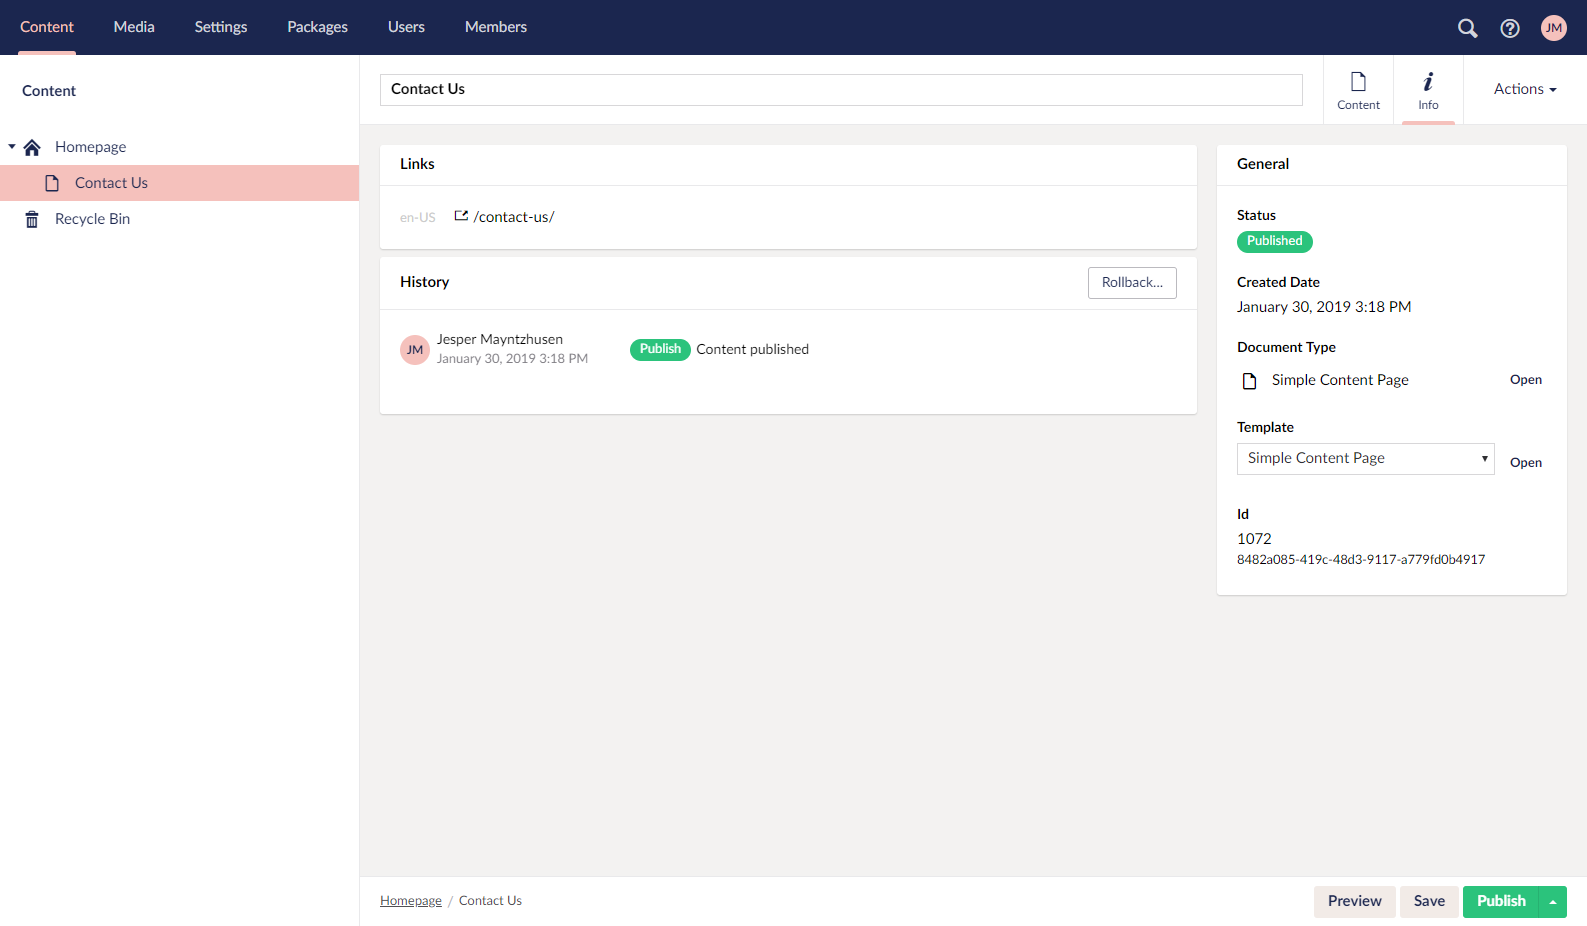 Content Media Settings Packages Users Members JM
Content
Homepage
Contact Us
Recycle Bin
Contact Us
Content
Info
Actions
Links
en-US /contact-us/
History Rollback...
JM Jesper Mayntzhusen
January 30, 2019 3:18 PM
Publish Content published
General
Status
Published
Created Date
January 30, 2019 3:18 PM
Document Type
Simple Content Page Open
Template
Simple Content Page Open
Id
1072
8482a085-419c-48d3-9117-a779fd0b4917
Homepage / Contact Us
Preview Save Publish